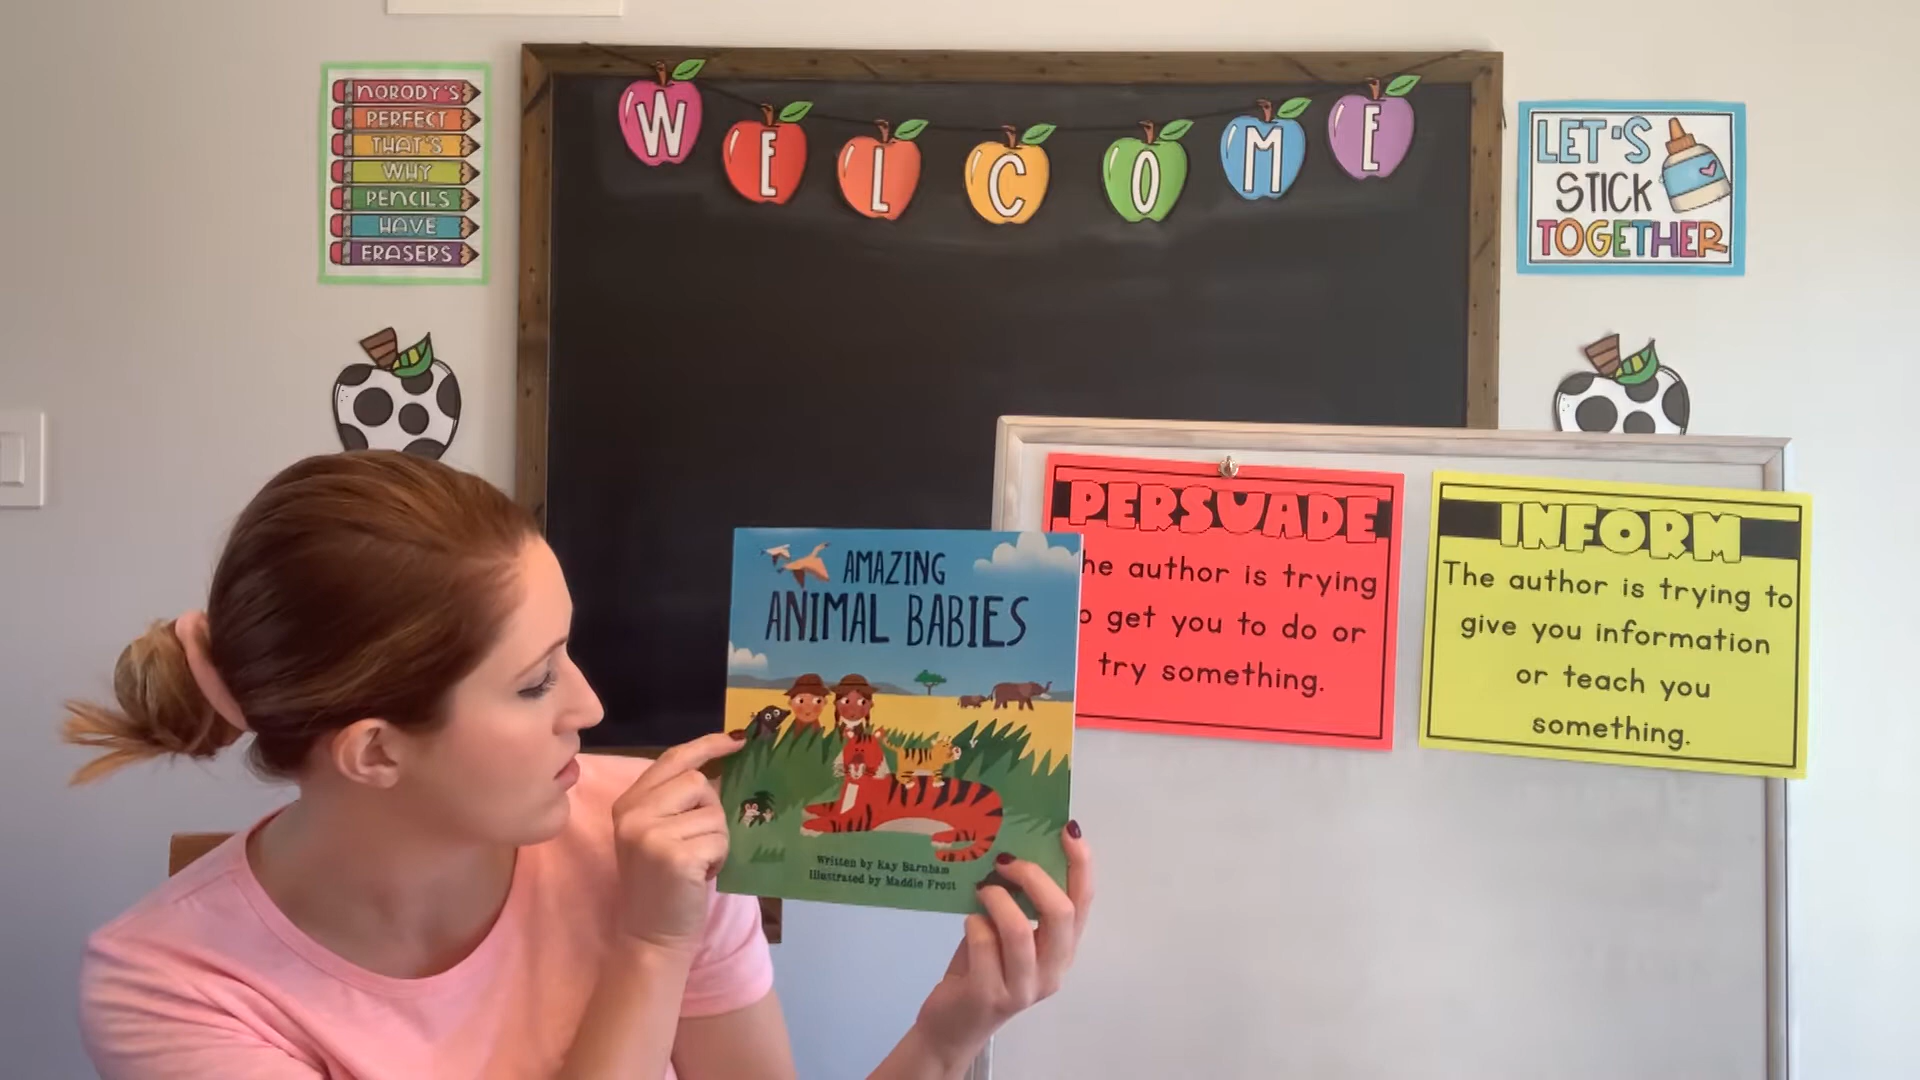 WELCOME
NOBODY'S
PERFECT
THAT'S
WHY
PENCILS
HAVE
ERASERS
LET'S
STICK
TOGETHER
AMAZING
ANIMAL BABIES
Written by Kay Barnham
Illustrated by Maddie Frost
PERSUADE
he author is trying
o get you to do or
try something.
INFORM
The author is trying to
give you information
or teach you
something.